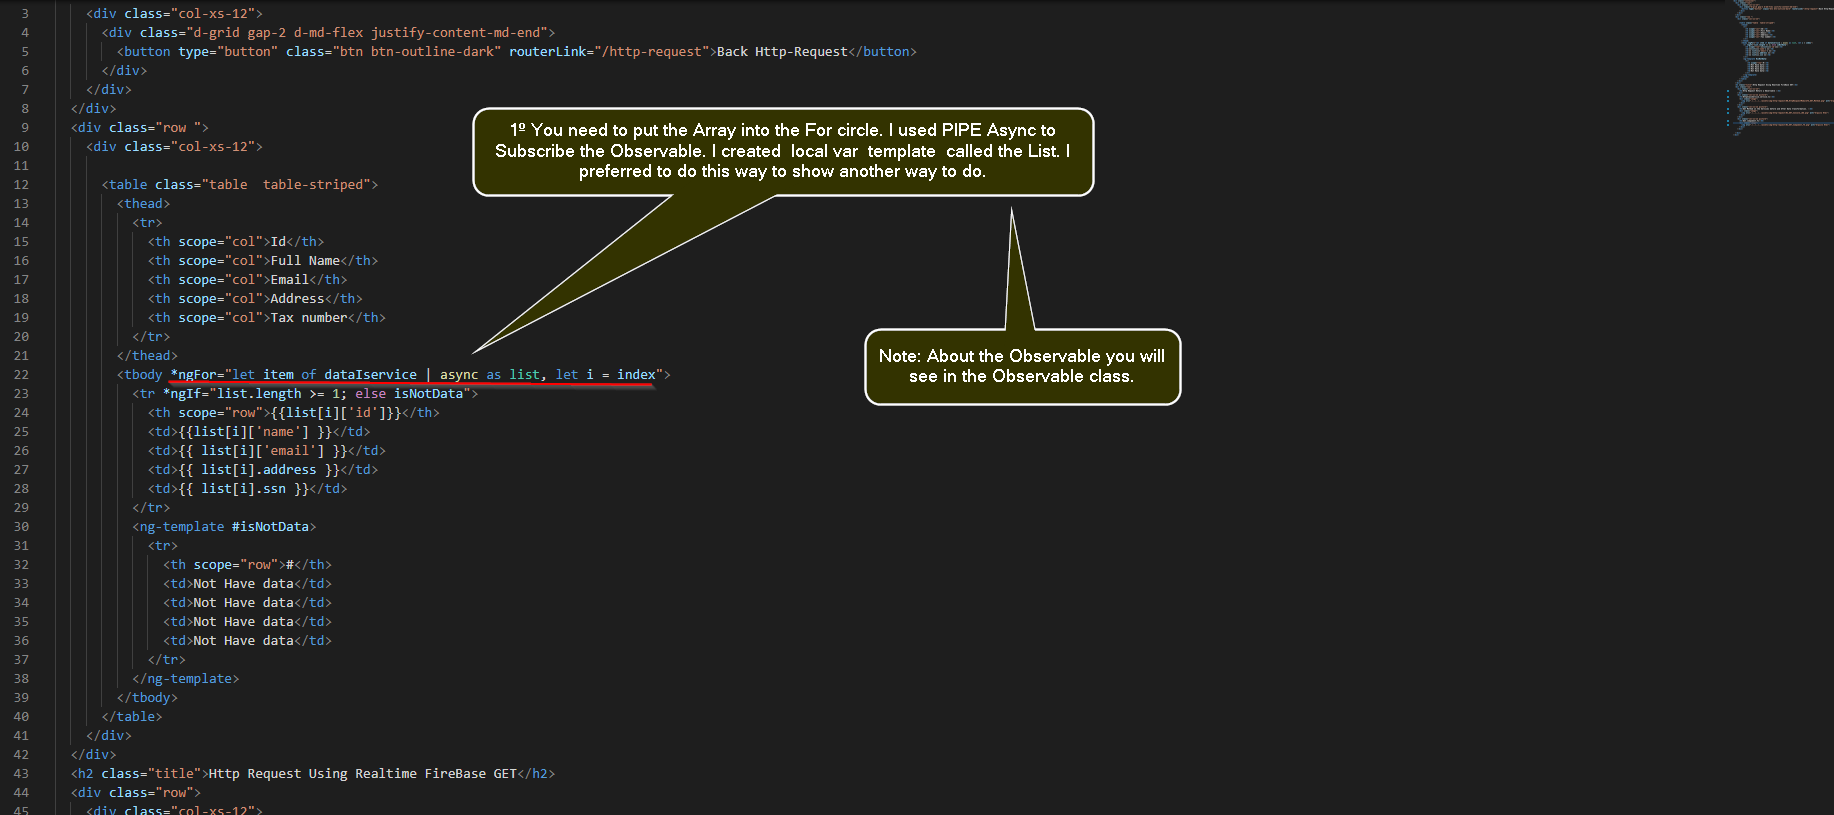 3 <div class="col-xs-12">
4 <div class="d-grid gap-2 d-md-flex justify-content-md-end">
5 <button type="button" class="btn btn-outline-dark" routerLink="/http-request">Back Http-Request</button>
6 </div>
7 </div>
8 </div>
9 <div class="row ">
10 <div class="col-xs-12">
11
12 <table class="table  table-striped">
13 <thead>
14 <tr>
15 <th scope="col">Id</th>
16 <th scope="col">Full Name</th>
17 <th scope="col">Email</th>
18 <th scope="col">Address</th>
19 <th scope="col">Tax number</th>
20 </tr>
21 </thead>
22 <tbody *ngFor="let item of dataIservice | async as list, let i = index">
23 <tr *ngIf="list.length >= 1; else isNotData">
24 <th scope="row">{{list[i]['id']}}</th>
25 <td>{{list[i]['name'] }}</td>
26 <td>{{ list[i]['email'] }}</td>
27 <td>{{ list[i].address }}</td>
28 <td>{{ list[i].ssn }}</td>
29 </tr>
30 <ng-template #isNotData>
31 <tr>
32 <th scope="row">#</th>
33 <td>Not Have data</td>
34 <td>Not Have data</td>
35 <td>Not Have data</td>
36 <td>Not Have data</td>
37 </tr>
38 </ng-template>
39 </tbody>
40 </table>
41 </div>
42 </div>
43 <h2 class="title">Http Request Using Realtime FireBase GET</h2>
44 <div class="row">
45 <div class="col-xs-12">
1º You need to put the Array into the For circle. I used PIPE Async to
Subscribe the Observable. I created  local var  template  called the List. I
preferred to do this way to show another way to do.
Note: About the Observable you will
see in the Observable class.